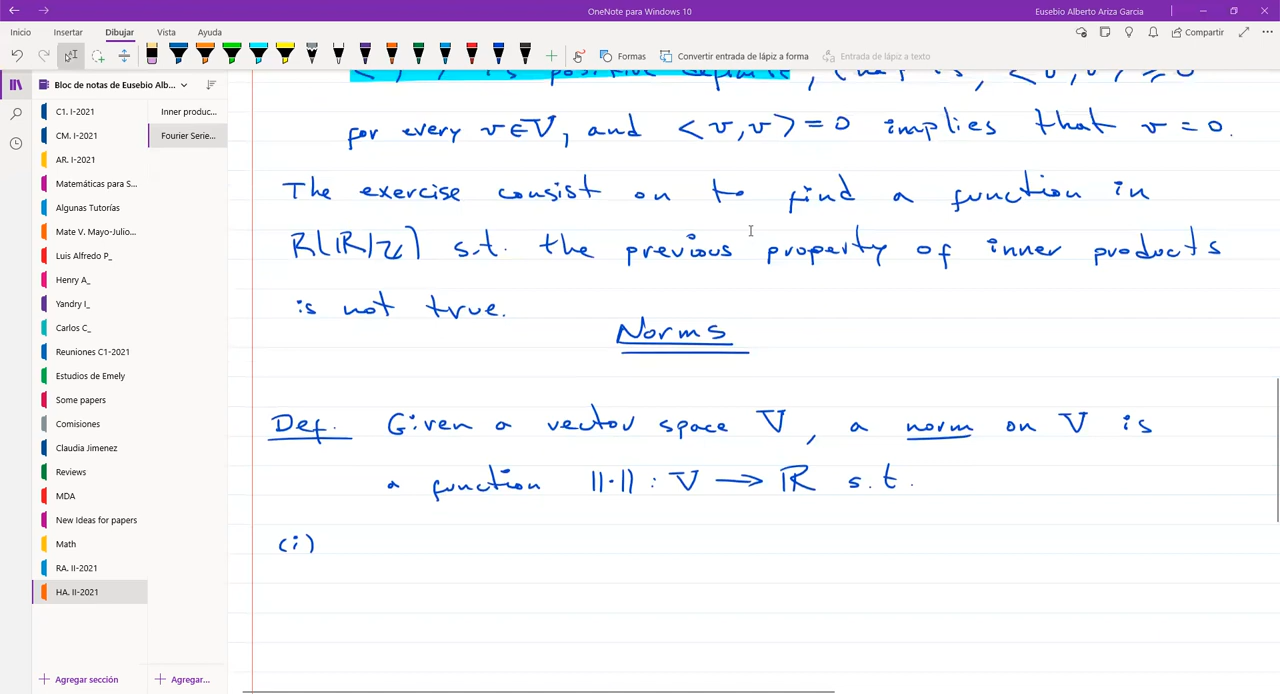 OneNote para Windows 10
Eusebio Alberto Ariza Garcia
Inicio Insertar Dibujar Vista Ayuda
Compartir
Formas Convertir entrada de lápiz a forma Entrada de lápiz a texto
Bloc de notas de Eusebio Alb...
C1. I-2021
CM. I-2021
AR. I-2021
Matemáticas para S...
Algunas Tutorías
Mate V. Mayo-Julio...
Luis Alfredo P_
Henry A_
Yandry I_
Carlos C_
Reuniones C1-2021
Estudios de Emely
Some papers
Comisiones
Claudia Jimenez
Reviews
MDA
New Ideas for papers
Math
RA. II-2021
HA. II-2021
Agregar sección
Inner produc...
Fourier Serie...
Agregar...
< , > is positive definite, that is, <v,v> ≥ 0
for every v∈V, and <v,v>=0 implies that v=0.
The exercise consist on to find a function in
R(R/Z) s.t. the previous property of inner products
is not true.
Norms
Def. Given a vector space V, a norm on V is
a function ||·|| : V → R s.t.
(i)